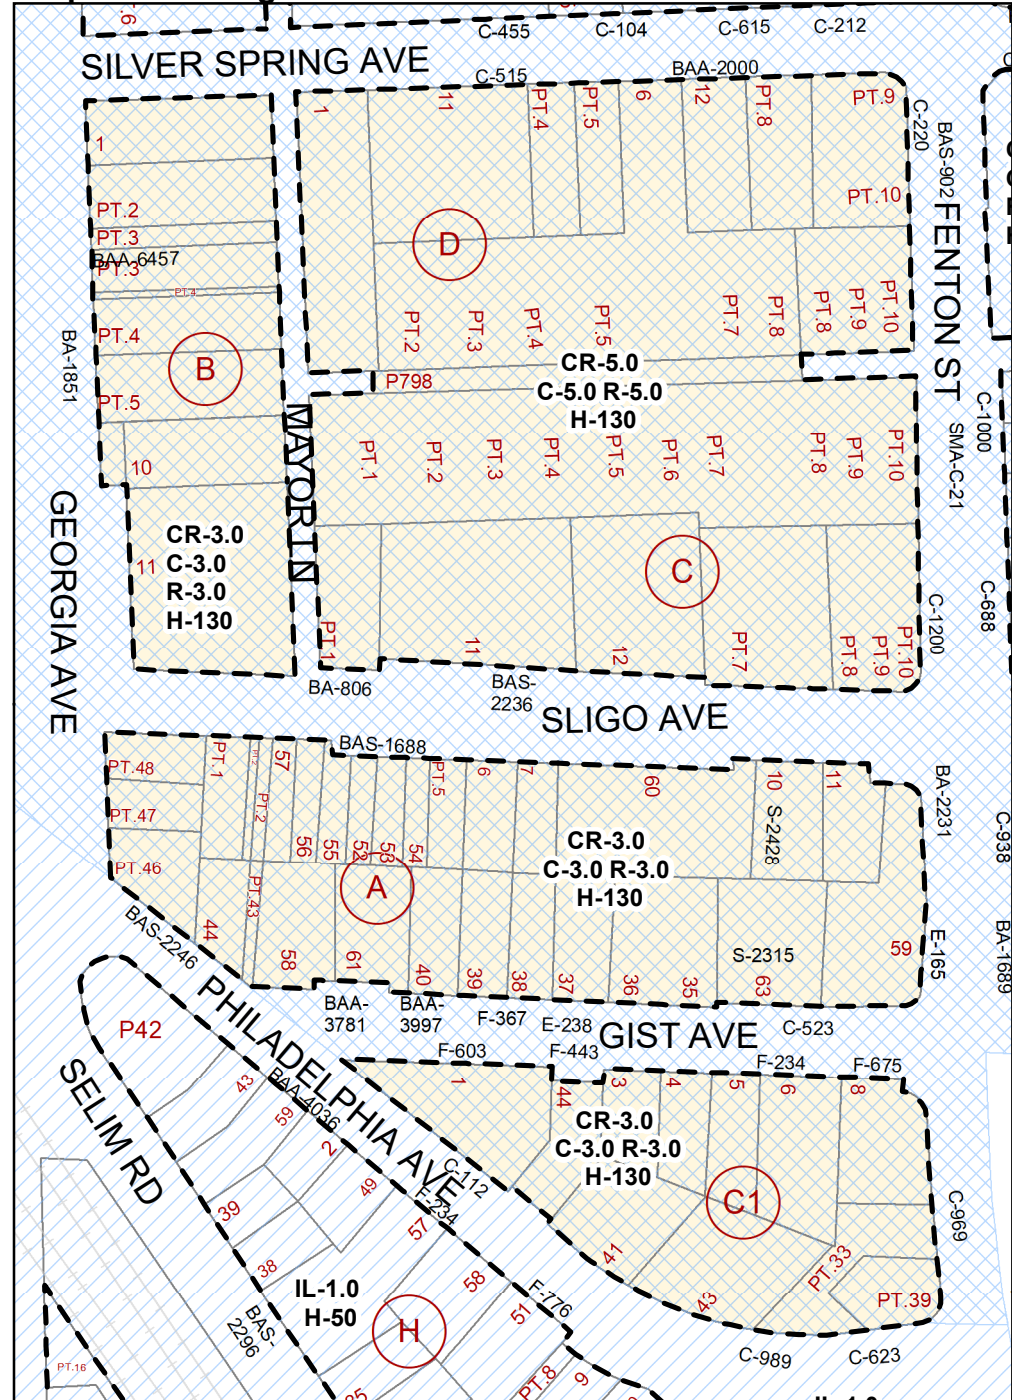 .6
C-455
C-104
C-615
C-212
SILVER SPRING AVE
C-515
BAA-2000
1
11
PT.4
PT.5
6
12
PT.8
PT.9
C-220
BAS-902
PT.10
FENTON ST
1
PT.2
PT.3
BAA-6457
PT.3
PT.4
PT.4
PT.5
B
BA-1851
10
11
CR-3.0
C-3.0
R-3.0
H-130
GEORGIA AVE
MAYOR LN
D
PT.2
PT.3
PT.4
PT.5
PT.7
PT.8
PT.8
PT.9
PT.10
P798
CR-5.0
C-5.0 R-5.0
H-130
C-1000
SMA-C-21
PT.1
PT.2
PT.3
PT.4
PT.5
PT.6
PT.7
PT.8
PT.9
PT.10
C
C-688
C-1200
PT.1
11
12
PT.7
PT.8
PT.9
PT.10
BA-806
BAS-
2236
SLIGO AVE
BAS-1688
PT.48
PT.47
PT.46
PT.1
PT.2
PT.2
57
56
55
52
53
54
PT.5
6
7
60
10
S-2428
11
BA-2231
C-938
CR-3.0
C-3.0 R-3.0
H-130
A
BAS-2246
44
PT.43
58
61
40
39
38
37
36
35
S-2315
63
59
E-165
BA-1689
BAA-
3781
BAA-
3997
F-367
E-238
GIST AVE
C-523
F-603
F-443
F-234
F-675
PHILADELPHIA AVE
P42
SELIM RD
43
BAA-4036
59
2
49
C-112
F-234
57
39
38
58
51
F-776
1
44
3
4
5
6
8
CR-3.0
C-3.0 R-3.0
H-130
C1
C-969
41
43
PT.33
PT.39
C-989
C-623
IL-1.0
H-50
H
BAS-
2296
PT.16
PT.8
9